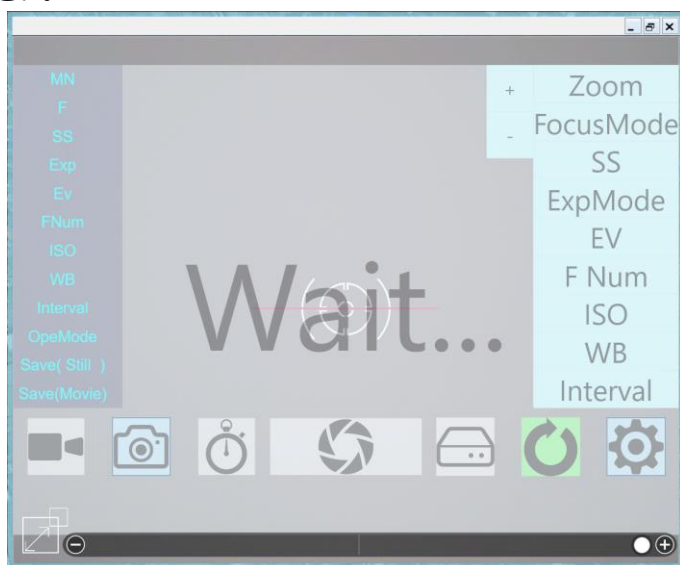 MN
F
SS
Exp
Ev
FNum
ISO
WB
Interval
OpeMode
Save( Still )
Save(Movie)
Wait...
+
-
Zoom
FocusMode
SS
ExpMode
EV
F Num
ISO
WB
Interval